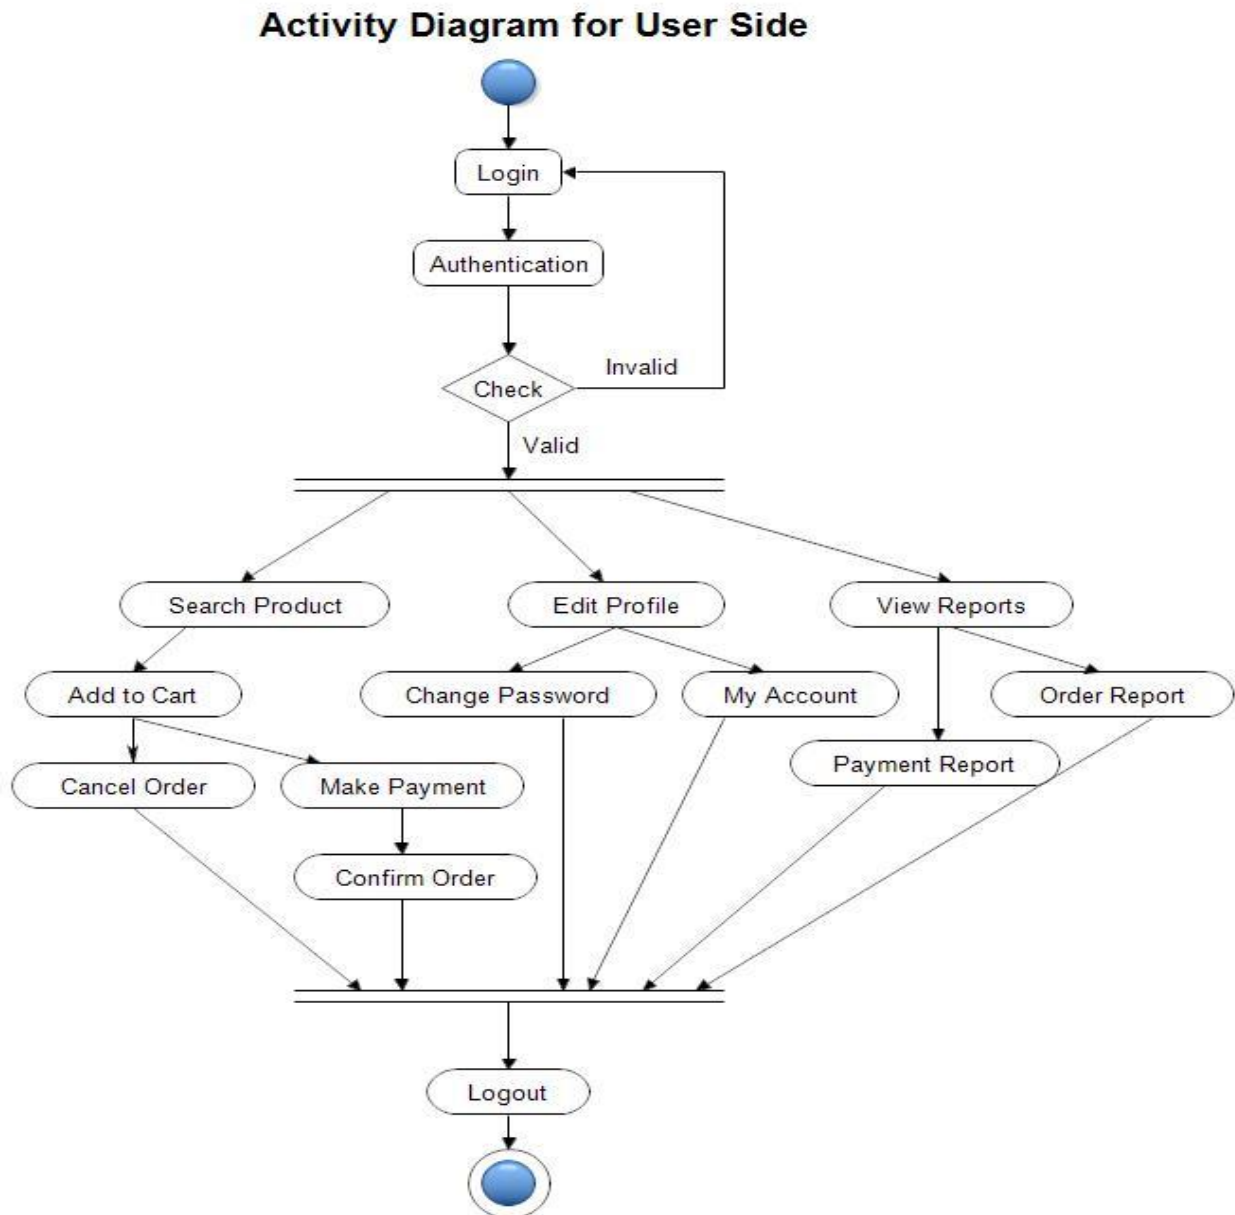 Activity Diagram for User Side
Login
Authentication
Check
Invalid
Valid
Search Product
Edit Profile
View Reports
Add to Cart
Change Password
My Account
Order Report
Cancel Order
Make Payment
Payment Report
Confirm Order
Logout